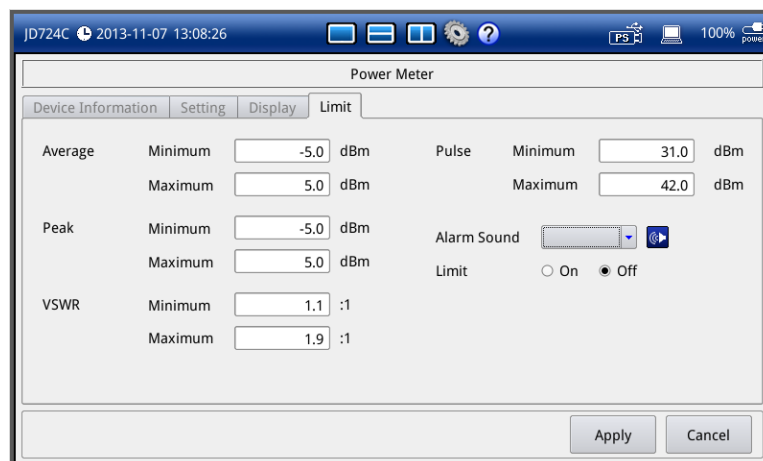 JD724C 2013-11-07 13:08:26 ? PS 100% power
Power Meter
Device Information Setting Display Limit
Average Minimum -5.0 dBm Pulse Minimum 31.0 dBm
Maximum 5.0 dBm Maximum 42.0 dBm
Peak Minimum -5.0 dBm
Alarm Sound
Maximum 5.0 dBm
Limit On Off
VSWR Minimum 1.1 :1
Maximum 1.9 :1
Apply Cancel